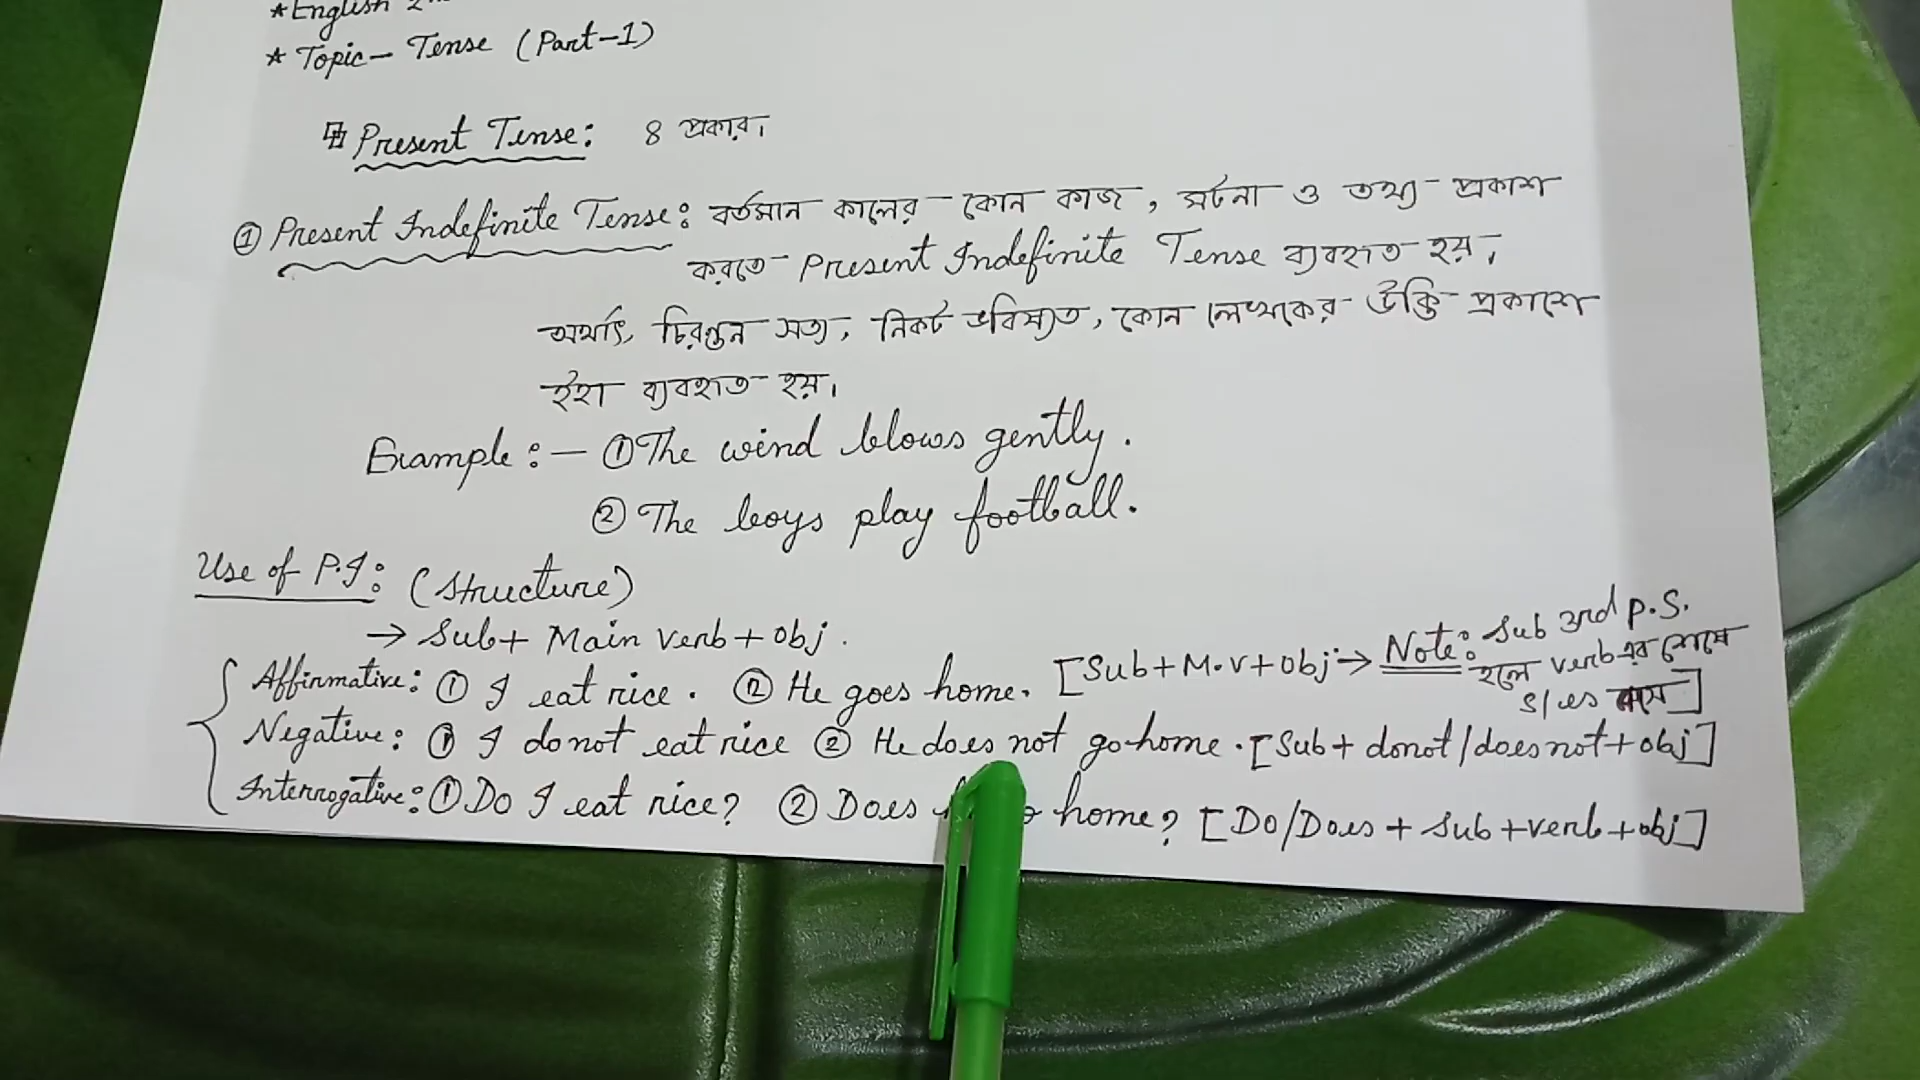 *English
* Topic- Tense (Part-1)
Present Tense: ৪ প্রকার।
① Present Indefinite Tense: বর্তমান কালের কোন কাজ, ঘটনা ও তথ্য প্রকাশ
করতে Present Indefinite Tense ব্যবহৃত হয়।
অর্থাৎ, চিরন্তন সত্য, নিকট ভবিষ্যত, কোন লেখকের উক্তি প্রকাশে
ইহা ব্যবহৃত হয়।
Example:- ① The wind blows gently.
② The boys play football.
Use of P.I: (Structure)
→ Sub + Main verb + obj.
Affirmative: ① I eat rice. ② He goes home. [Sub+M.v+obj → Note: Sub 3rd P.S.
হলে verb এর শেষে
s/es বসে]
Negative: ① I do not eat rice ② He does not go home. [Sub + donot/doesnot + obj]
Interrogative: ① Do I eat rice? ② Does home? [Do/Does + sub + verb + obj]